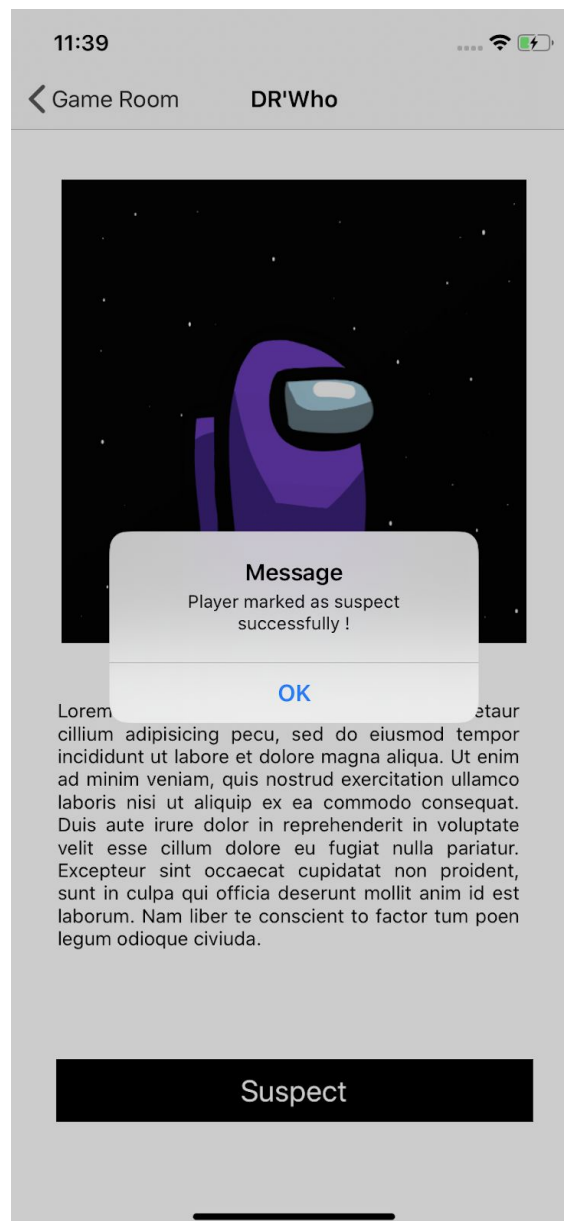 11:39
Game Room
DR'Who
Message
Player marked as suspect
successfully !
OK
Lorem etaur
cillium adipisicing pecu, sed do eiusmod tempor
incididunt ut labore et dolore magna aliqua. Ut enim
ad minim veniam, quis nostrud exercitation ullamco
laboris nisi ut aliquip ex ea commodo consequat.
Duis aute irure dolor in reprehenderit in voluptate
velit esse cillum dolore eu fugiat nulla pariatur.
Excepteur sint occaecat cupidatat non proident,
sunt in culpa qui officia deserunt mollit anim id est
laborum. Nam liber te conscient to factor tum poen
legum odioque civiuda.
Suspect